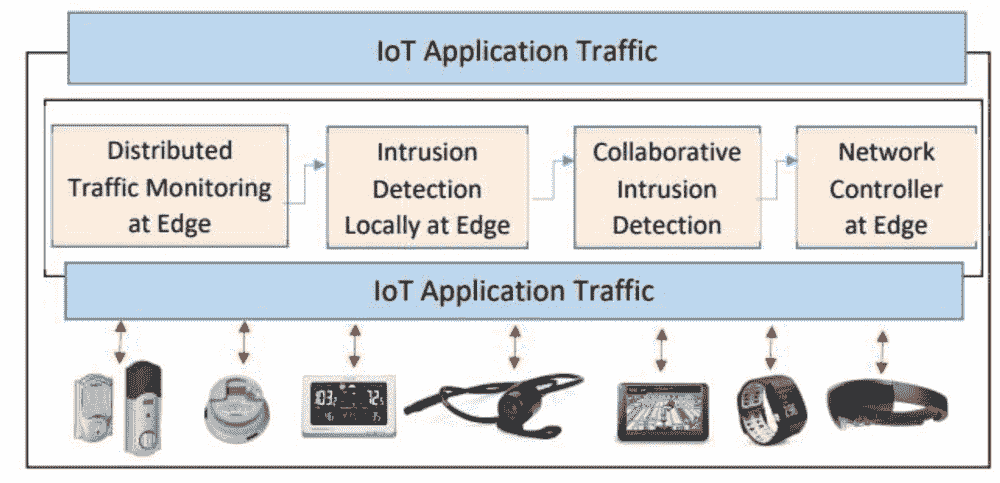 IoT Application Traffic
Distributed
Traffic Monitoring
at Edge
Intrusion
Detection
Locally at Edge
Collaborative
Intrusion
Detection
Network
Controller
at Edge
IoT Application Traffic
103